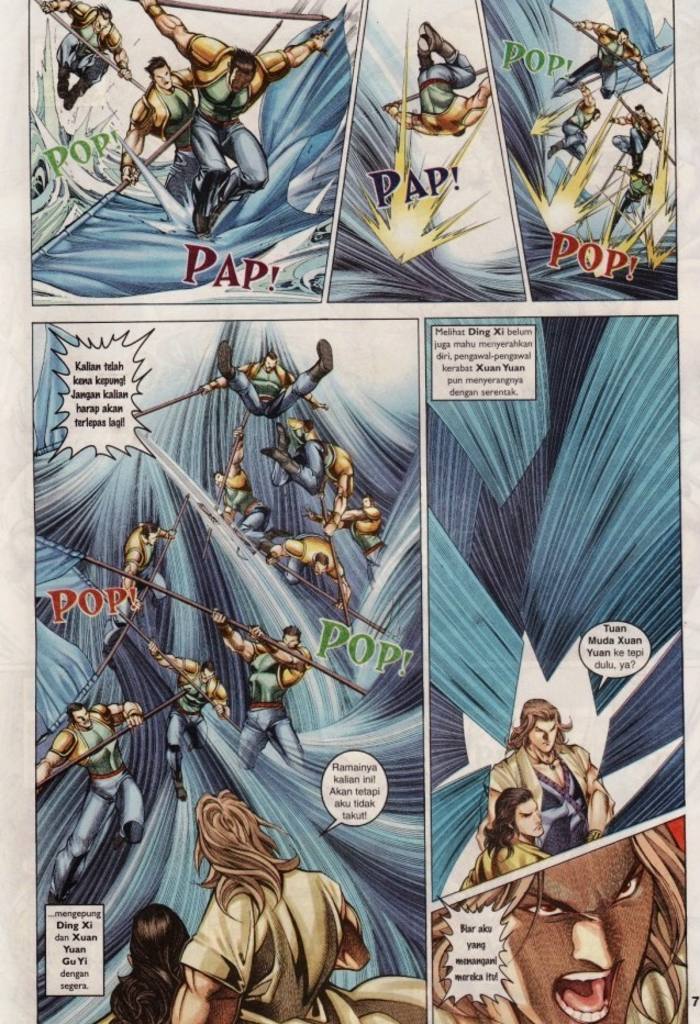 POP!
PAP!
PAP!
POP!
POP!
Kalian telah
kena kepung!
Jangan kalian
harap akan
terlepas lagi!
POP!
POP!
Ramainya
kalian ini!
Akan tetapi
aku tidak
takut!
...mengepung
Ding Xi
dan Xuan
Yuan
Gu Yi
dengan
segera.
Melihat Ding Xi belum
juga mahu menyerahkan
diri, pengawal-pengawal
kerabat Xuan Yuan
pun menyerangnya
dengan serentak.
Tuan
Muda Xuan
Yuan ke tepi
dulu, ya?
Biar aku
yang
menangani
mereka itu!
7